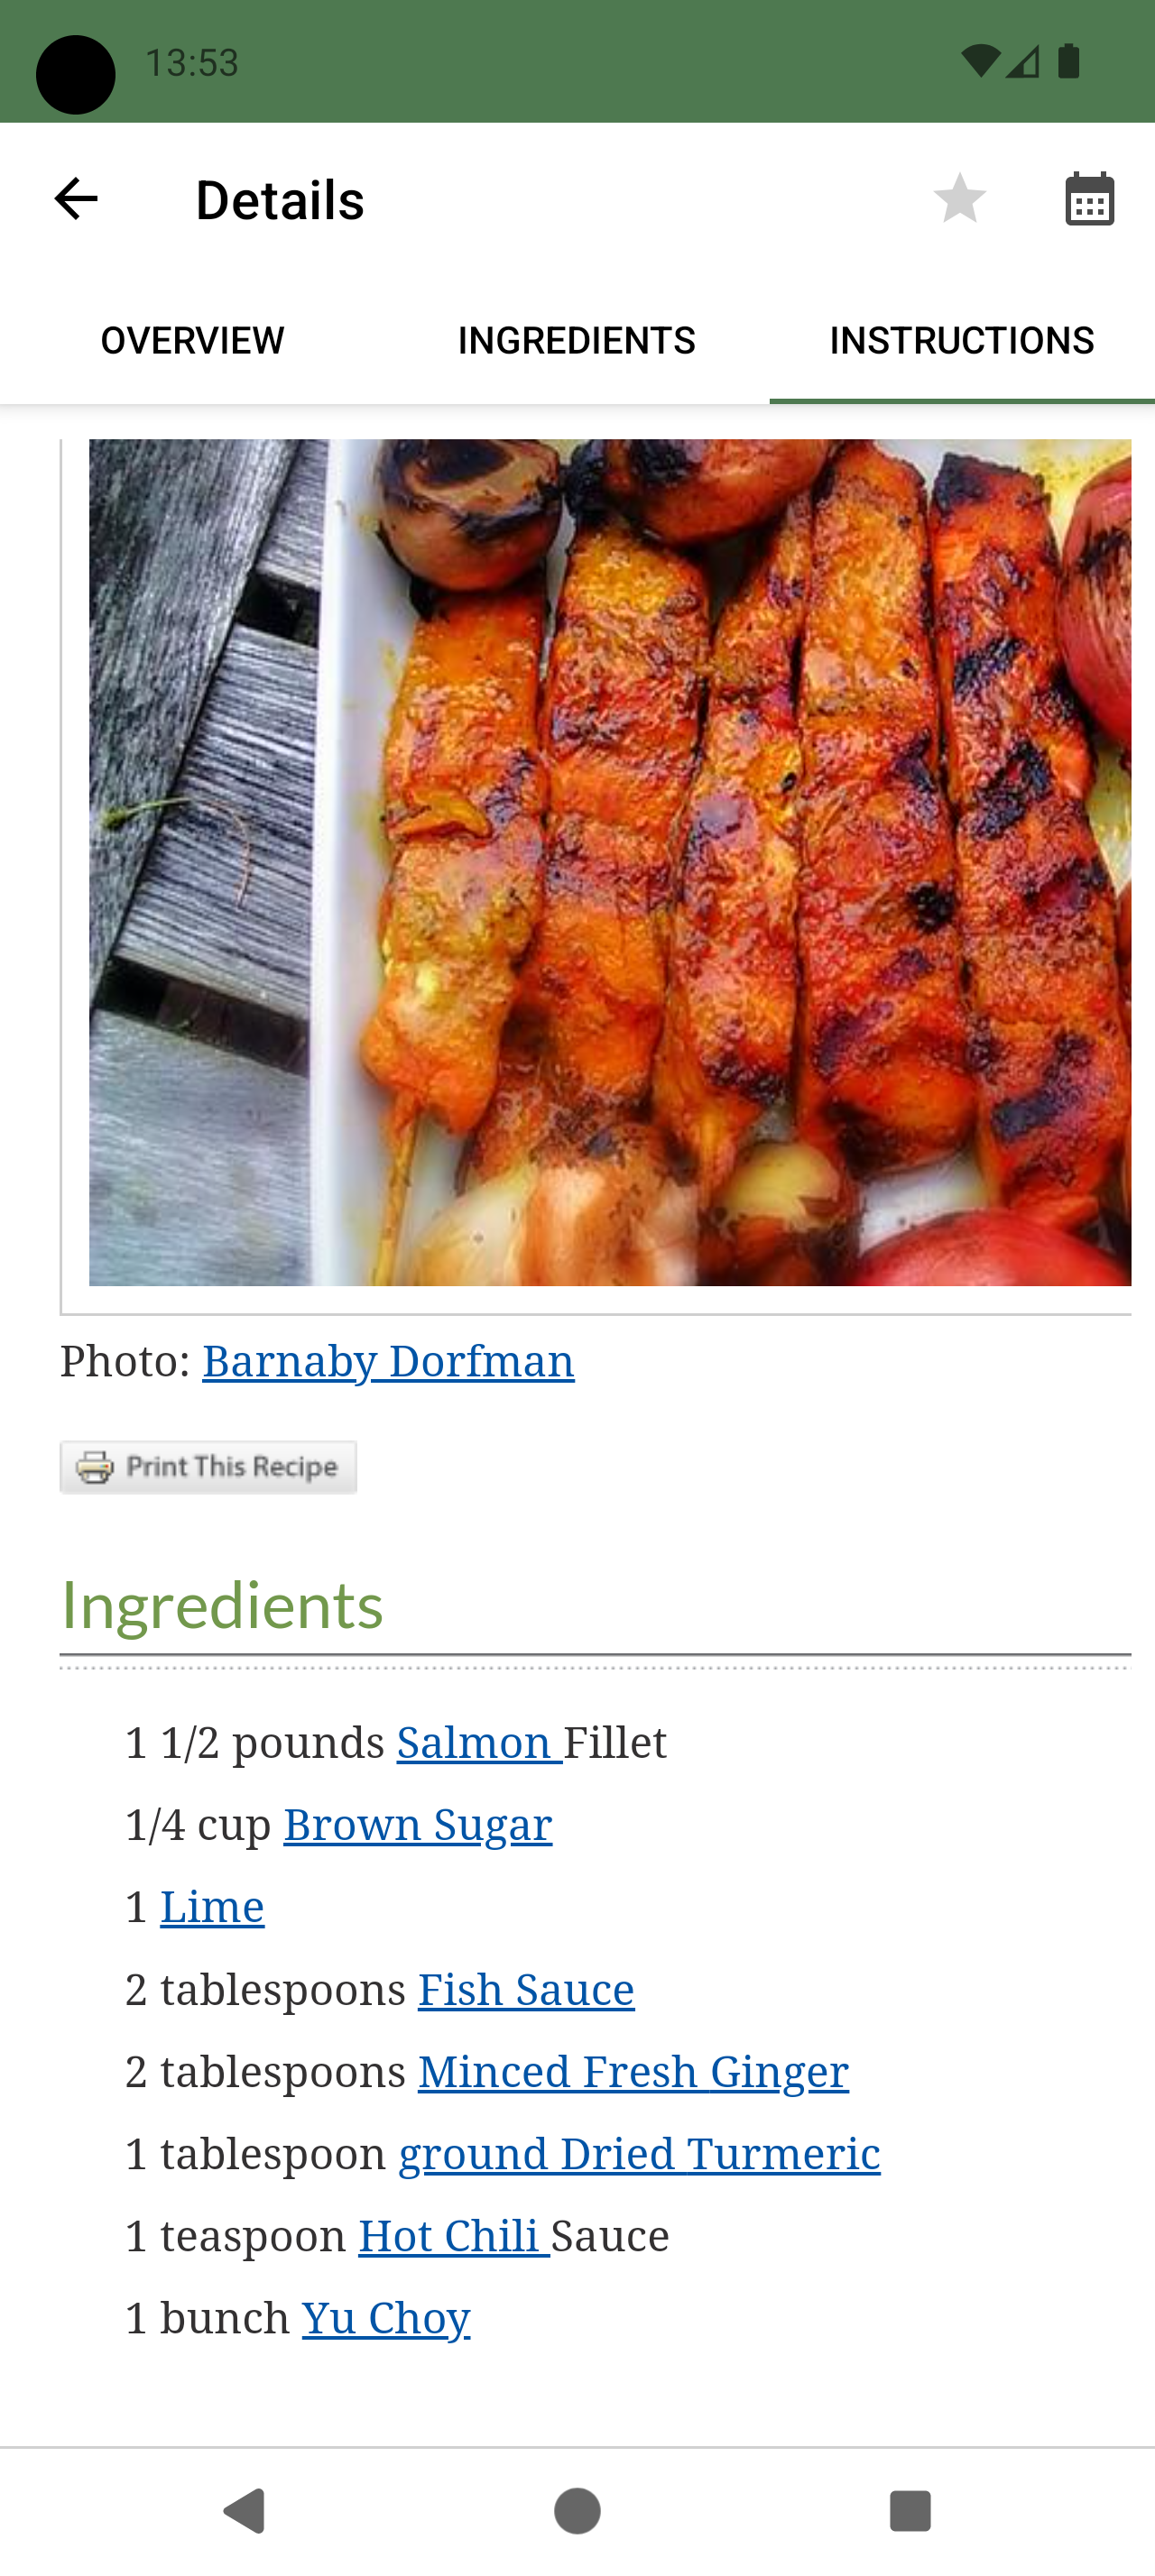 13:53
Details
OVERVIEW
INGREDIENTS
INSTRUCTIONS
Photo: Barnaby Dorfman
Print This Recipe
Ingredients
1 1/2 pounds Salmon Fillet
1/4 cup Brown Sugar
1 Lime
2 tablespoons Fish Sauce
2 tablespoons Minced Fresh Ginger
1 tablespoon ground Dried Turmeric
1 teaspoon Hot Chili Sauce
1 bunch Yu Choy